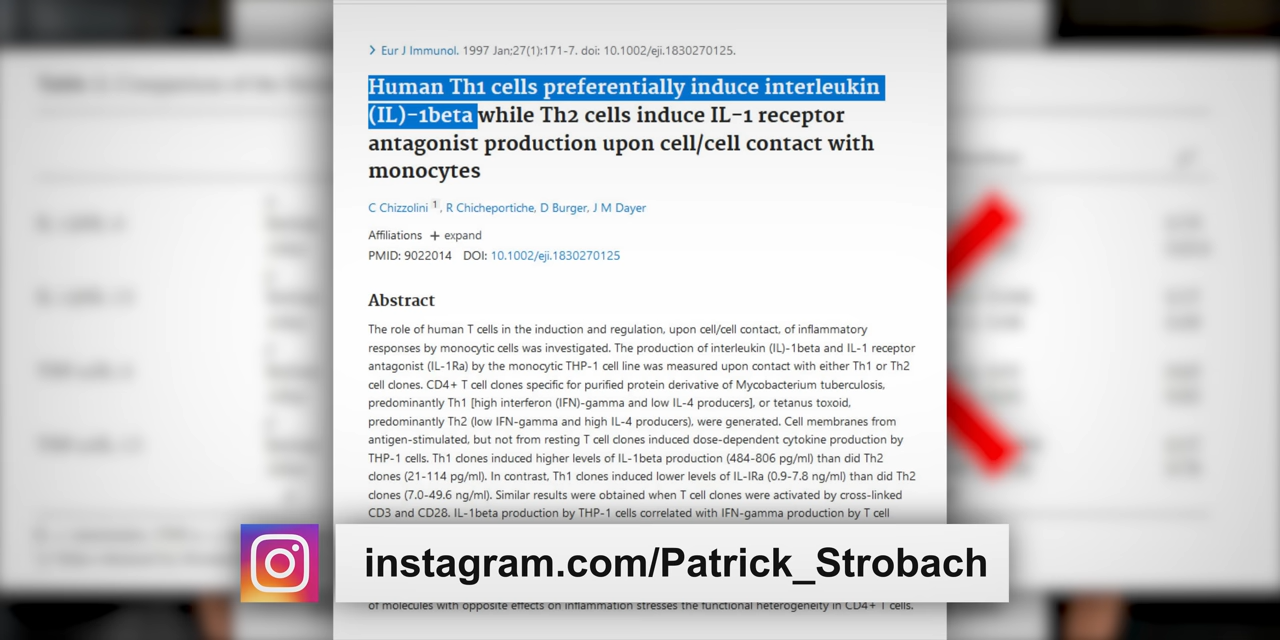 Eur J Immunol. 1997 Jan;27(1):171-7. doi: 10.1002/eji.1830270125.
Human Th1 cells preferentially induce interleukin
(IL)-1beta while Th2 cells induce IL-1 receptor
antagonist production upon cell/cell contact with
monocytes
C Chizzolini 1, R Chicheportiche, D Burger, J M Dayer
Affiliations + expand
PMID: 9022014 DOI: 10.1002/eji.1830270125
Abstract
The role of human T cells in the induction and regulation, upon cell/cell contact, of inflammatory
responses by monocytic cells was investigated. The production of interleukin (IL)-1beta and IL-1 receptor
antagonist (IL-1Ra) by the monocytic THP-1 cell line was measured upon contact with either Th1 or Th2
cell clones. CD4+ T cell clones specific for purified protein derivative of Mycobacterium tuberculosis,
predominantly Th1 [high interferon (IFN)-gamma and low IL-4 producers], or tetanus toxoid,
predominantly Th2 (low IFN-gamma and high IL-4 producers), were generated. Cell membranes from
antigen-stimulated, but not from resting T cell clones induced dose-dependent cytokine production by
THP-1 cells. Th1 clones induced higher levels of IL-1beta production (484-806 pg/ml) than did Th2
clones (21-114 pg/ml). In contrast, Th1 clones induced lower levels of IL-IRa (0.9-7.8 ng/ml) than did Th2
clones (7.0-49.6 ng/ml). Similar results were obtained when T cell clones were activated by cross-linked
CD3 and CD28. IL-1beta production by THP-1 cells correlated with IFN-gamma production by T cell
instagram.com/Patrick_Strobach
of molecules with opposite effects on inflammation stresses the functional heterogeneity in CD4+ T cells.